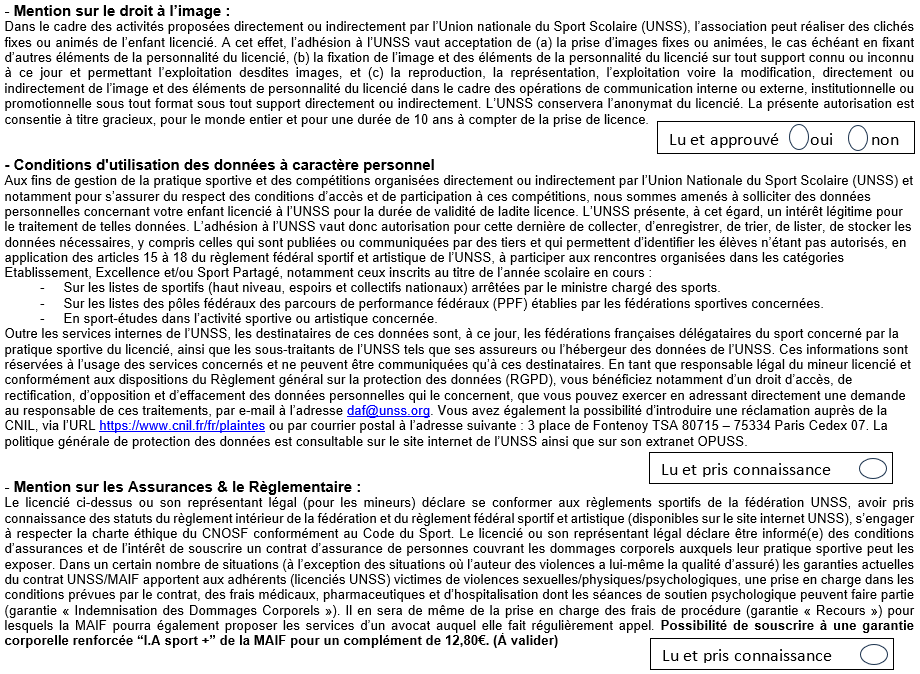 - Mention sur le droit à l'image :
Dans le cadre des activités proposées directement ou indirectement par l'Union nationale du Sport Scolaire (UNSS), l'association peut réaliser des clichés
fixes ou animés de l'enfant licencié. A cet effet, l'adhésion à l'UNSS vaut acceptation de (a) la prise d'images fixes ou animées, le cas échéant en fixant
d'autres éléments de la personnalité du licencié, (b) la fixation de l'image et des éléments de la personnalité du licencié sur tout support connu ou inconnu
à ce jour et permettant l'exploitation desdites images, et (c) la reproduction, la représentation, l'exploitation voire la modification, directement ou
indirectement de l'image et des éléments de personnalité du licencié dans le cadre des opérations de communication interne ou externe, institutionnelle ou
promotionnelle sous tout format sous tout support directement ou indirectement. L'UNSS conservera l'anonymat du licencié. La présente autorisation est
consentie à titre gracieux, pour le monde entier et pour une durée de 10 ans à compter de la prise de licence.
Lu et approuvé oui non
- Conditions d'utilisation des données à caractère personnel
Aux fins de gestion de la pratique sportive et des compétitions organisées directement ou indirectement par l'Union Nationale du Sport Scolaire (UNSS) et
notamment pour s'assurer du respect des conditions d'accès et de participation à ces compétitions, nous sommes amenés à solliciter des données
personnelles concernant votre enfant licencié à l'UNSS pour la durée de validité de ladite licence. L'UNSS présente, à cet égard, un intérêt légitime pour
le traitement de telles données. L'adhésion à l'UNSS vaut donc autorisation pour cette dernière de collecter, d'enregistrer, de trier, de lister, de stocker les
données nécessaires, y compris celles qui sont publiées ou communiquées par des tiers et qui permettent d'identifier les élèves n'étant pas autorisés, en
application des articles 15 à 18 du règlement fédéral sportif et artistique de l'UNSS, à participer aux rencontres organisées dans les catégories
Etablissement, Excellence et/ou Sport Partagé, notamment ceux inscrits au titre de l'année scolaire en cours :
- Sur les listes de sportifs (haut niveau, espoirs et collectifs nationaux) arrêtées par le ministre chargé des sports.
- Sur les listes des pôles fédéraux des parcours de performance fédéraux (PPF) établies par les fédérations sportives concernées.
- En sport-études dans l'activité sportive ou artistique concernée.
Outre les services internes de l'UNSS, les destinataires de ces données sont, à ce jour, les fédérations françaises délégataires du sport concerné par la
pratique sportive du licencié, ainsi que les sous-traitants de l'UNSS tels que ses assureurs ou l'hébergeur des données de l'UNSS. Ces informations sont
réservées à l'usage des services concernés et ne peuvent être communiquées qu'à ces destinataires. En tant que responsable légal du mineur licencié et
conformément aux dispositions du Règlement général sur la protection des données (RGPD), vous bénéficiez notamment d'un droit d'accès, de
rectification, d'opposition et d'effacement des données personnelles qui le concernent, que vous pouvez exercer en adressant directement une demande
au responsable de ces traitements, par e-mail à l'adresse daf@unss.org. Vous avez également la possibilité d'introduire une réclamation auprès de la
CNIL, via l'URL https://www.cnil.fr/fr/plaintes ou par courrier postal à l'adresse suivante : 3 place de Fontenoy TSA 80715 – 75334 Paris Cedex 07. La
politique générale de protection des données est consultable sur le site internet de l'UNSS ainsi que sur son extranet OPUSS.
Lu et pris connaissance
- Mention sur les Assurances & le Règlementaire :
Le licencié ci-dessus ou son représentant légal (pour les mineurs) déclare se conformer aux règlements sportifs de la fédération UNSS, avoir pris
connaissance des statuts du règlement intérieur de la fédération et du règlement fédéral sportif et artistique (disponibles sur le site internet UNSS), s'engager
à respecter la charte éthique du CNOSF conformément au Code du Sport. Le licencié ou son représentant légal déclare être informé(e) des conditions
d'assurances et de l'intérêt de souscrire un contrat d'assurance de personnes couvrant les dommages corporels auxquels leur pratique sportive peut les
exposer. Dans un certain nombre de situations (à l'exception des situations où l'auteur des violences a lui-même la qualité d'assuré) les garanties actuelles
du contrat UNSS/MAIF apportent aux adhérents (licenciés UNSS) victimes de violences sexuelles/physiques/psychologiques, une prise en charge dans les
conditions prévues par le contrat, des frais médicaux, pharmaceutiques et d'hospitalisation dont les séances de soutien psychologique peuvent faire partie
(garantie « Indemnisation des Dommages Corporels »). Il en sera de même de la prise en charge des frais de procédure (garantie « Recours ») pour
lesquels la MAIF pourra également proposer les services d'un avocat auquel elle fait régulièrement appel. Possibilité de souscrire à une garantie
corporelle renforcée “I.A sport +” de la MAIF pour un complément de 12,80€. (Á valider)
Lu et pris connaissance